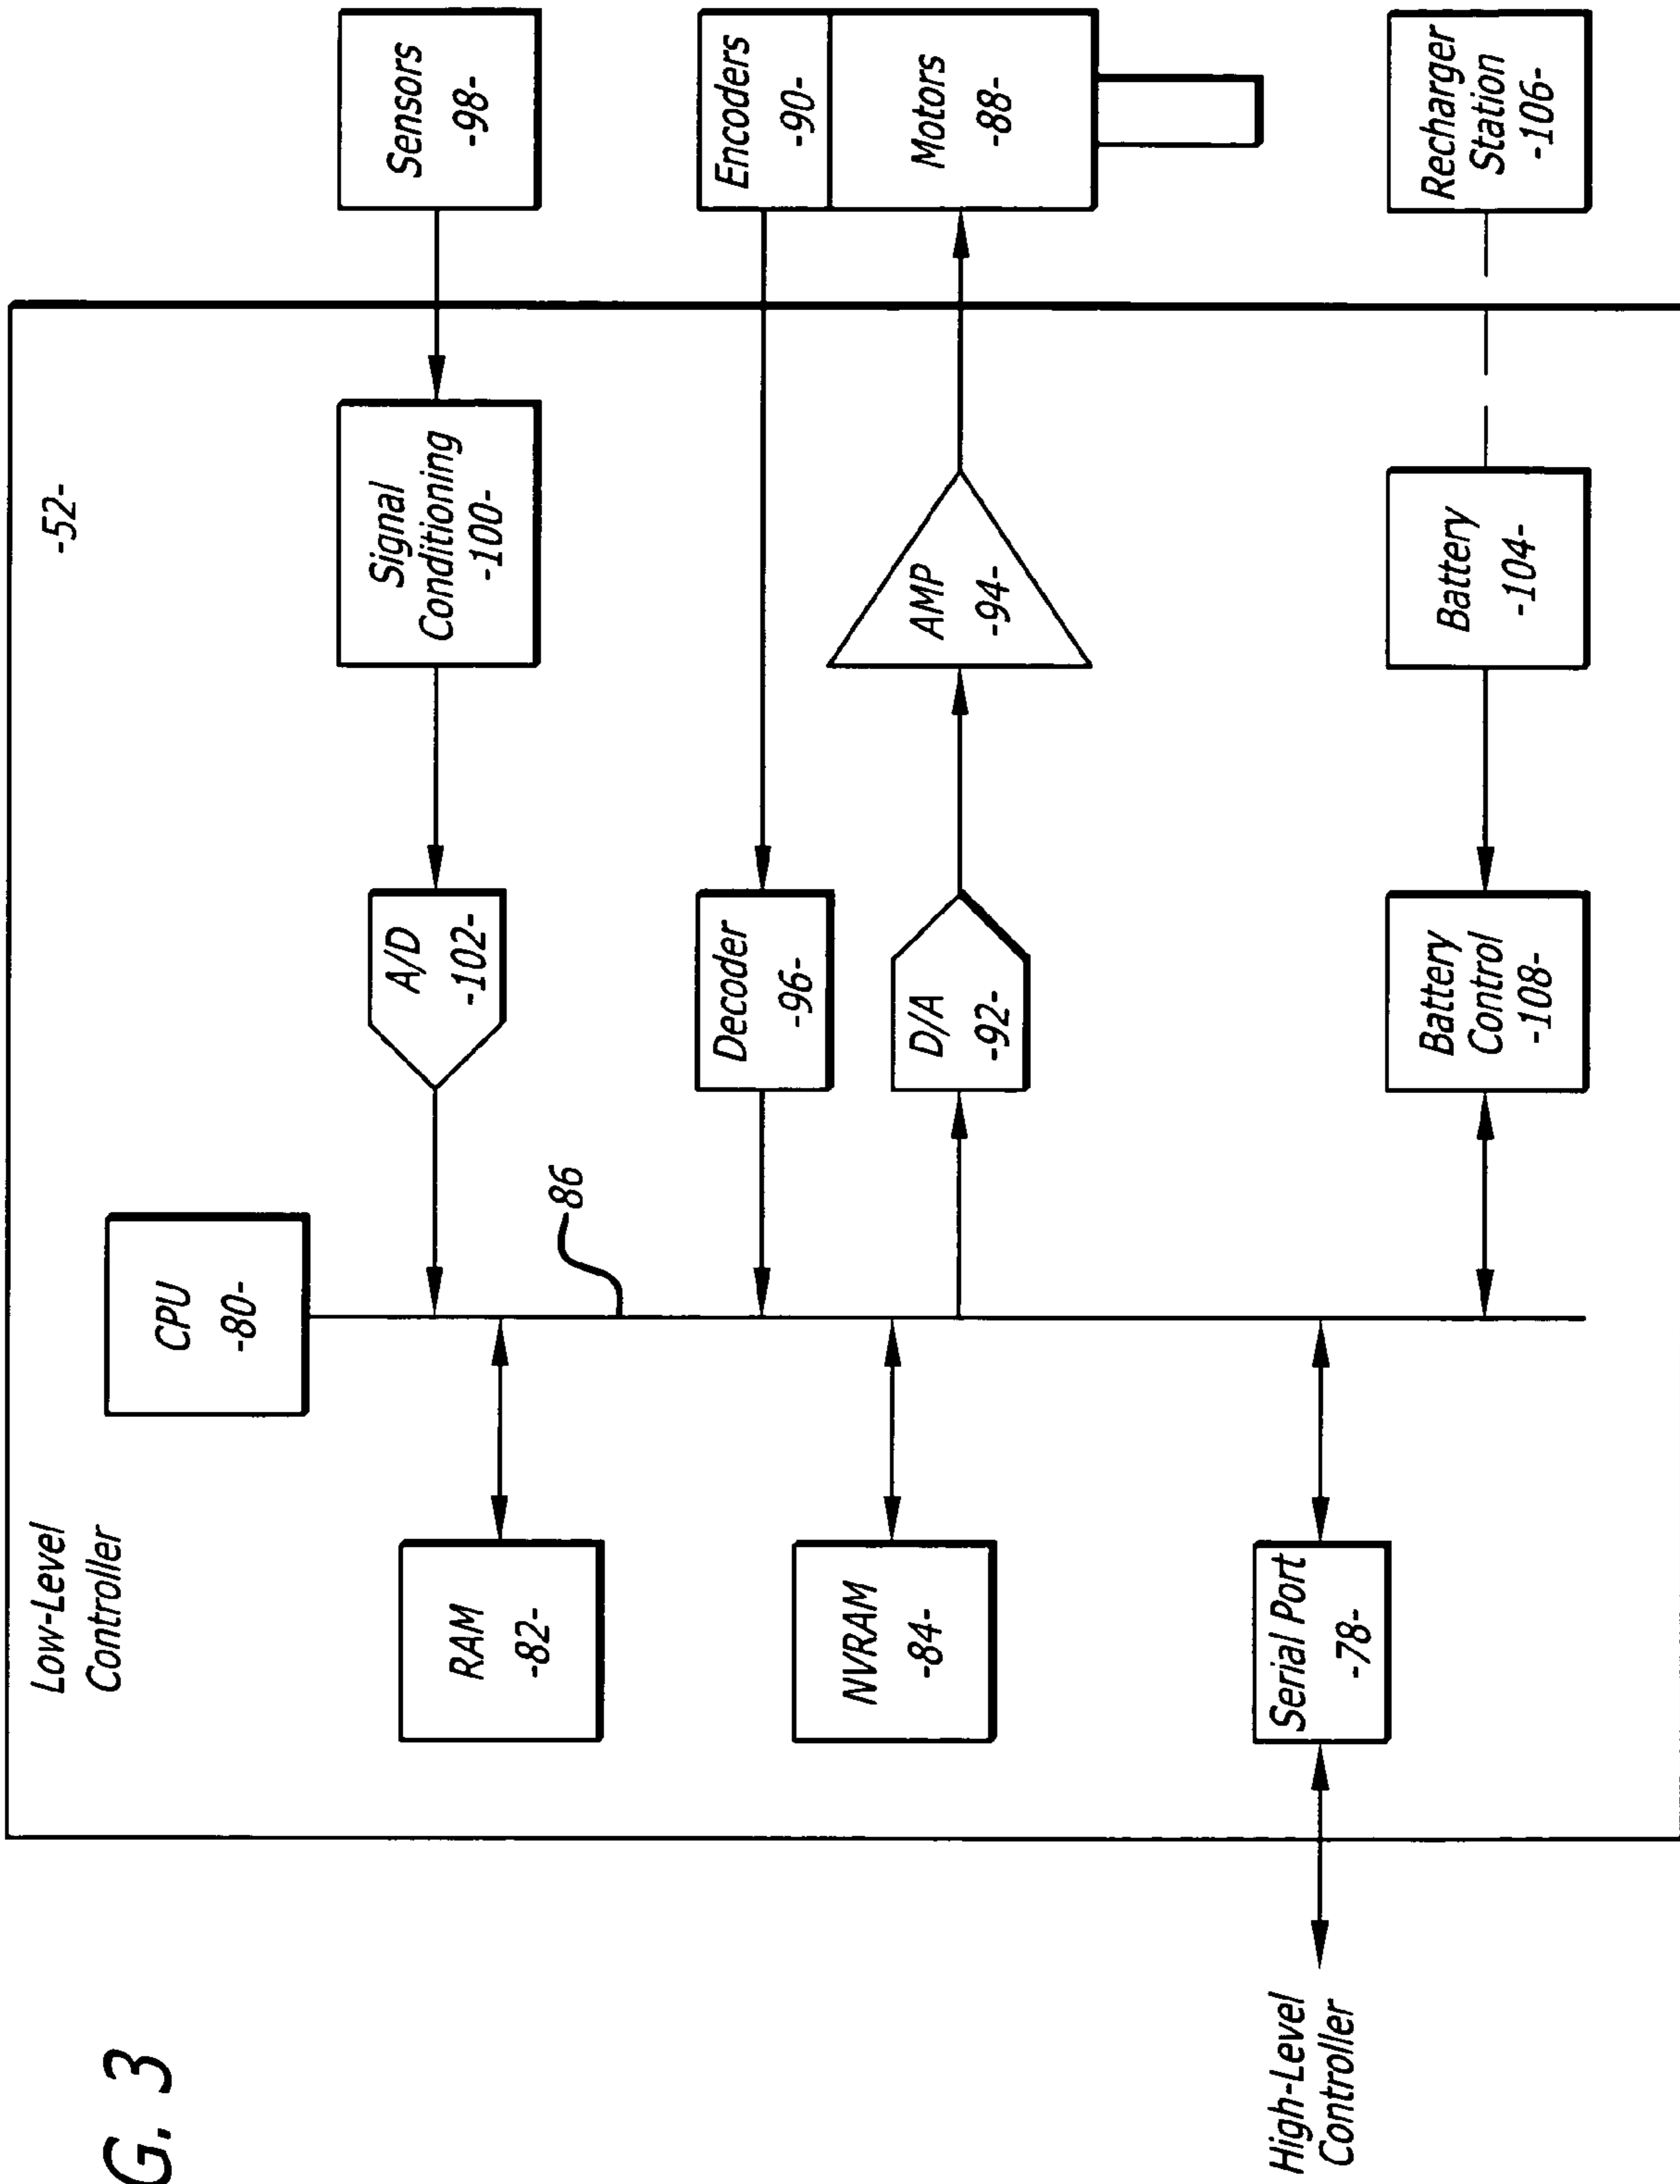 G. 3
Low-Level
Controller
-52-
CPU
-80-
RAM
-82-
A/D
-102-
Signal
Conditioning
-100-
Sensors
-98-
86
NVRAM
-84-
Decoder
-96-
Encoders
-90-
D/A
-92-
AMP
-94-
Motors
-88-
High-Level
Controller
Serial Port
-78-
Battery
Control
-108-
Battery
-104-
Recharger
Station
-106-